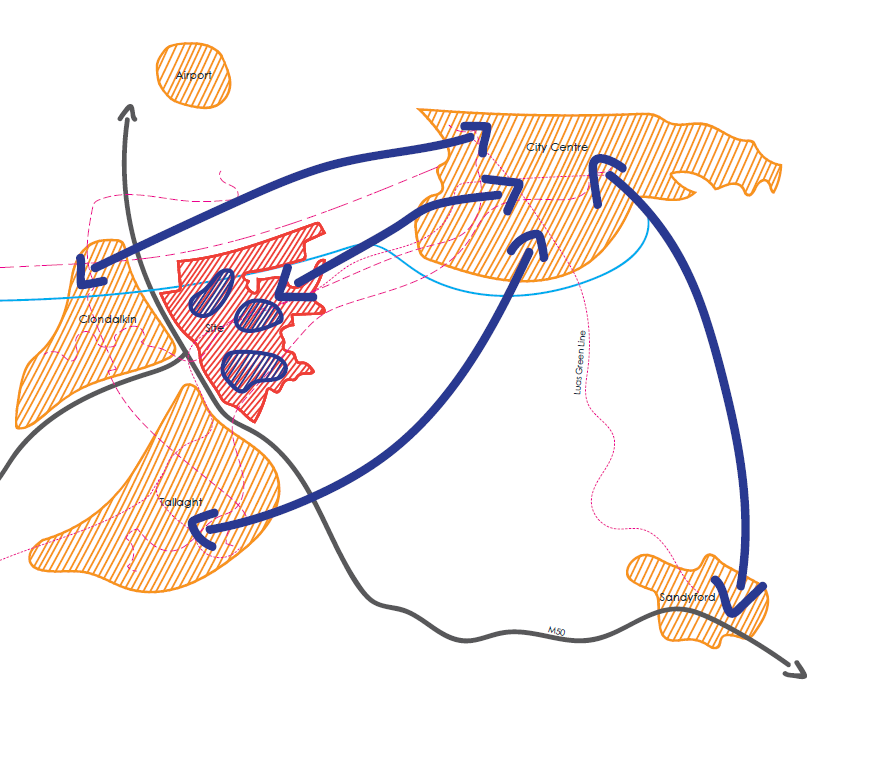 Airport
City Centre
Clondalkin
Site
Luas Green Line
Tallaght
Sandyford
M50